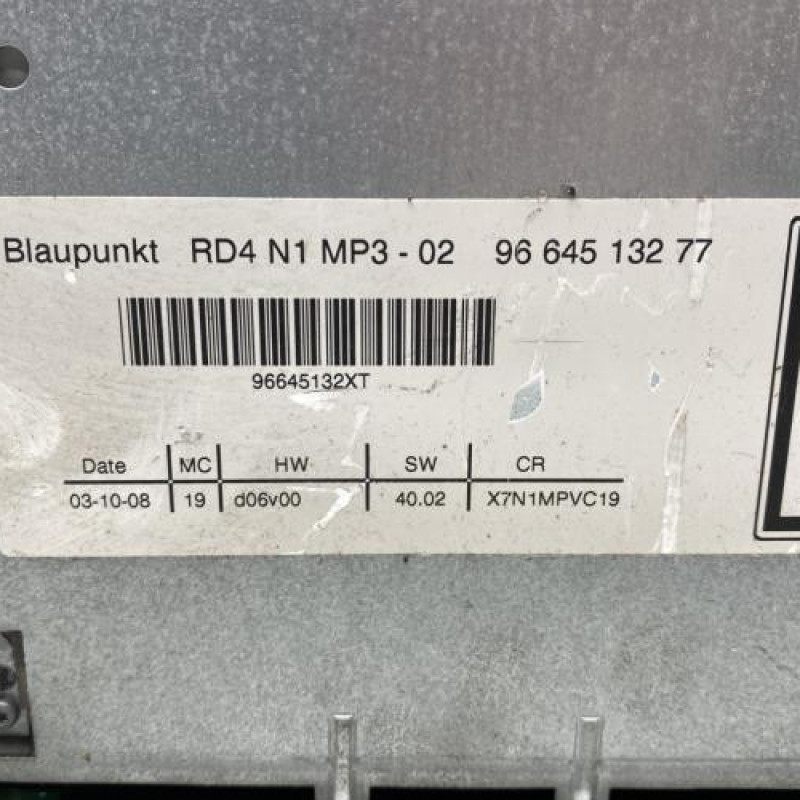 Blaupunkt RD4 N1 MP3 - 02 96 645 132 77
96645132XT
Date MC HW SW CR
03-10-08 19 d06v00 40.02 X7N1MPVC19